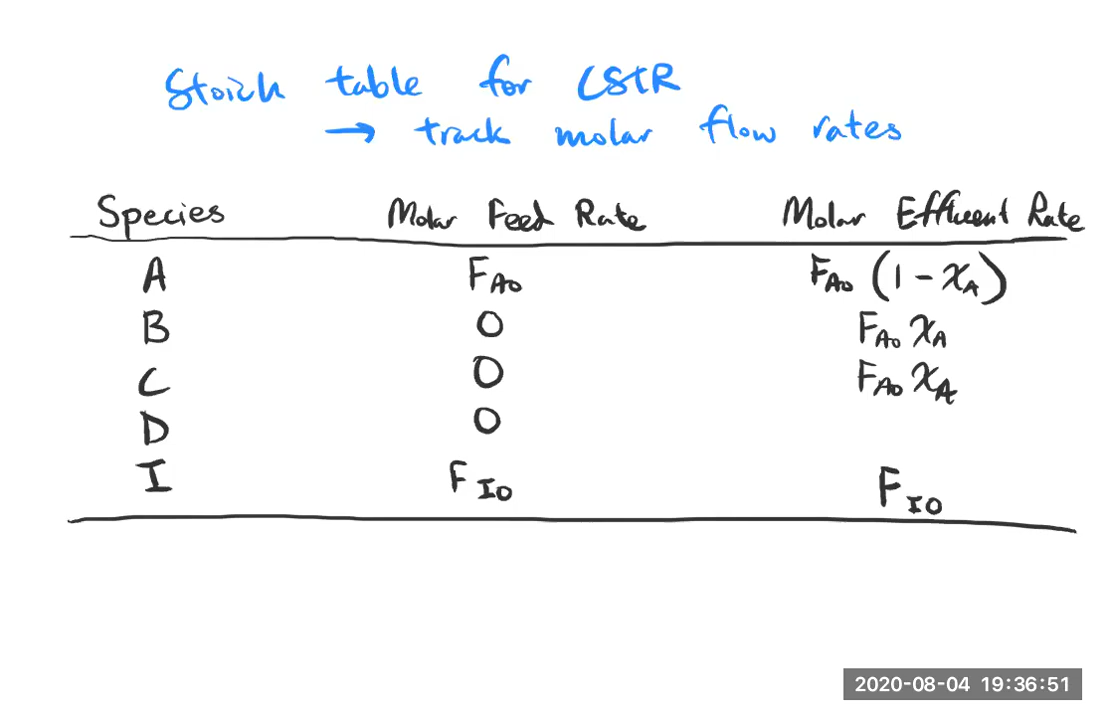 Stoich table for CSTR
→ track molar flow rates
Species Molar Feed Rate Molar Effluent Rate
A F_A0 F_A0 (1 - X_A)
B 0 F_A0 X_A
C 0 F_A0 X_A
D 0
I F_I0 F_I0
2020-08-04 19:36:51